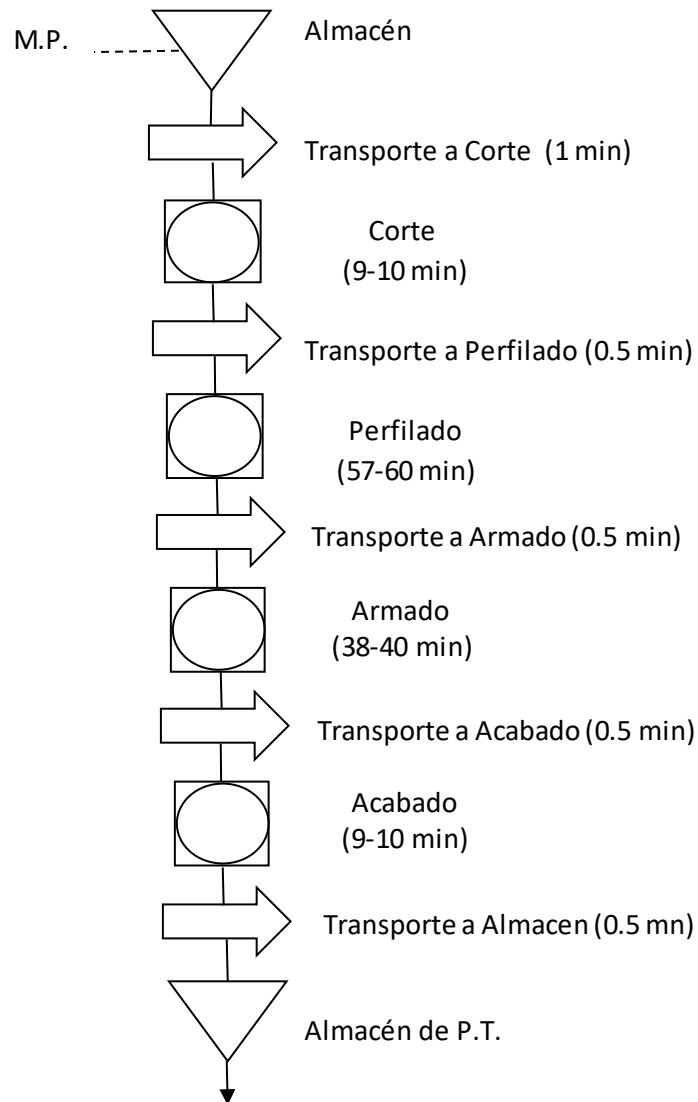 M.P.
Almacén
Transporte a Corte (1 min)
Corte
(9-10 min)
Transporte a Perfilado (0.5 min)
Perfilado
(57-60 min)
Transporte a Armado (0.5 min)
Armado
(38-40 min)
Transporte a Acabado (0.5 min)
Acabado
(9-10 min)
Transporte a Almacen (0.5 mn)
Almacén de P.T.